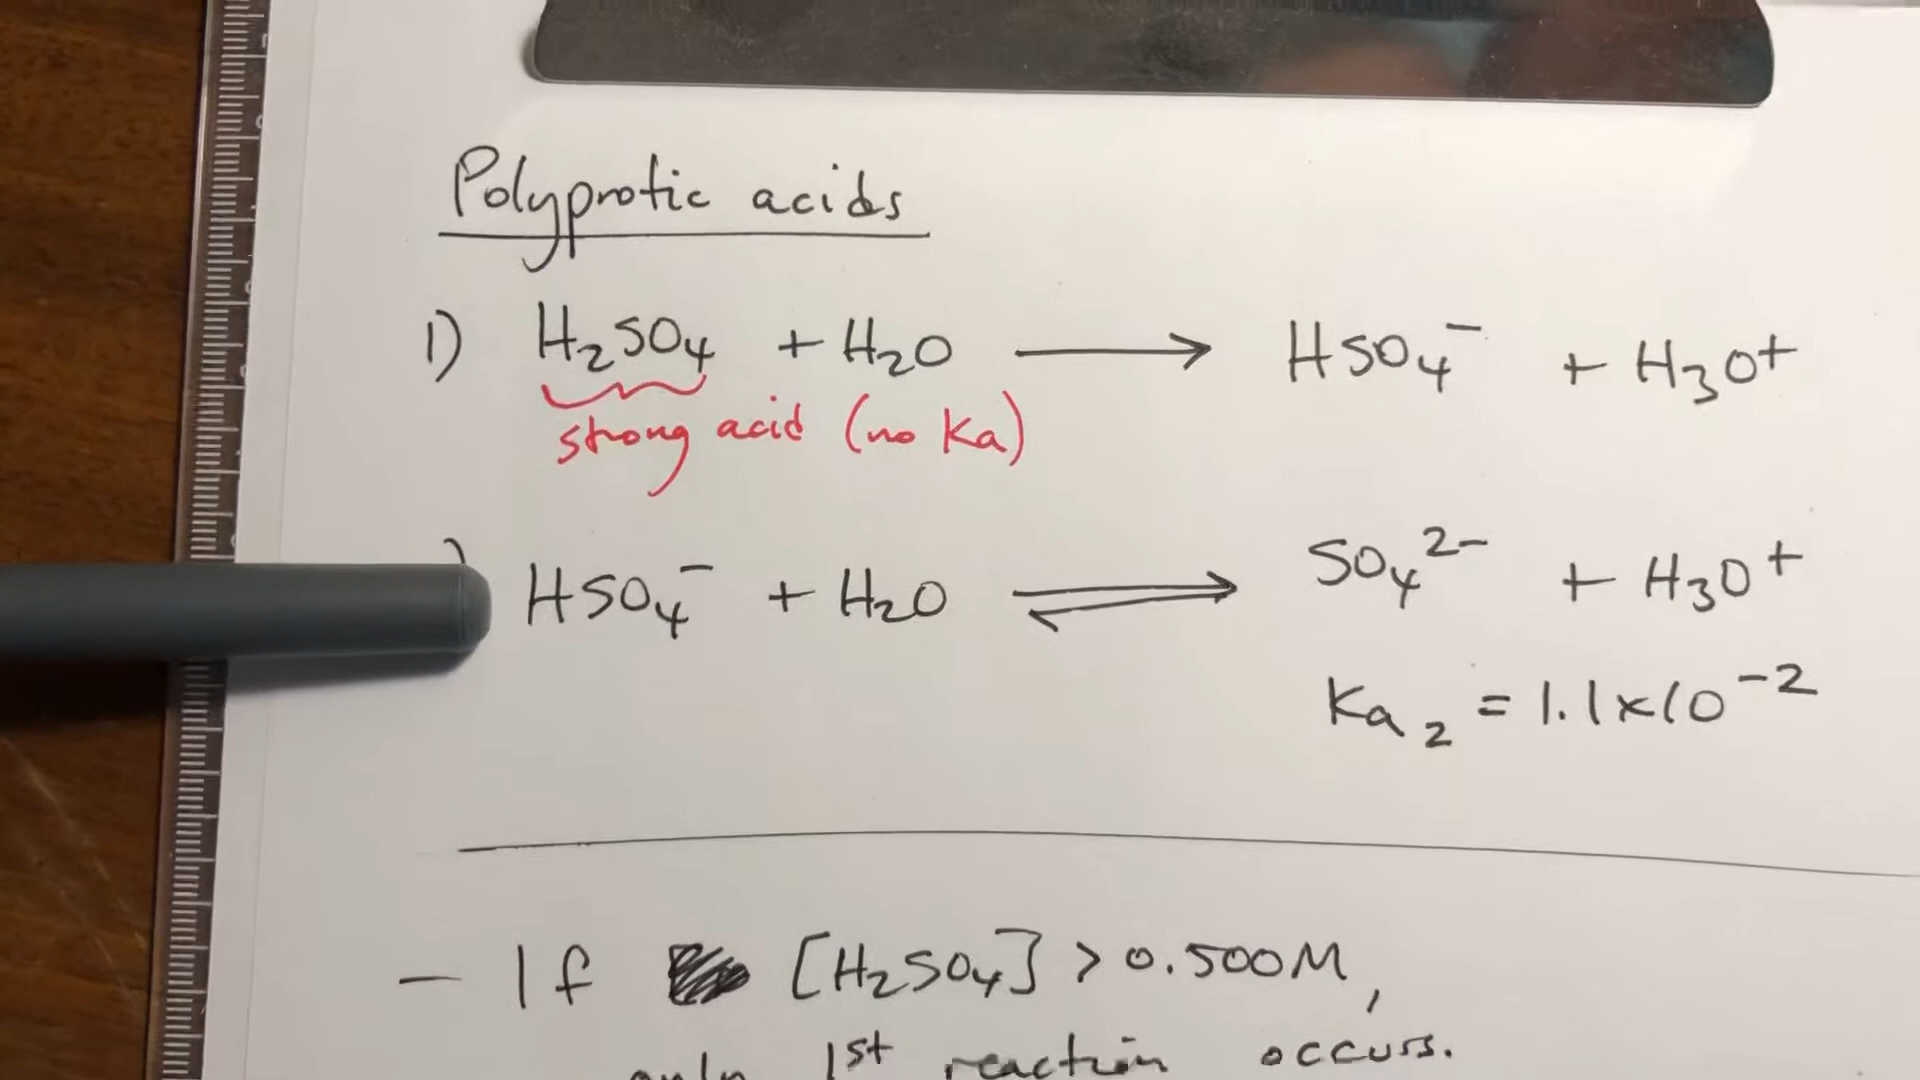 Polyprotic acids
1) H₂SO₄ + H₂O ⟶ HSO₄⁻ + H₃O⁺
strong acid (no Ka)
) HSO₄⁻ + H₂O ⇌ SO₄²⁻ + H₃O⁺
Ka₂ = 1.1 x 10⁻²
- If [H₂SO₄] > 0.500M,
only 1st reaction occurs.